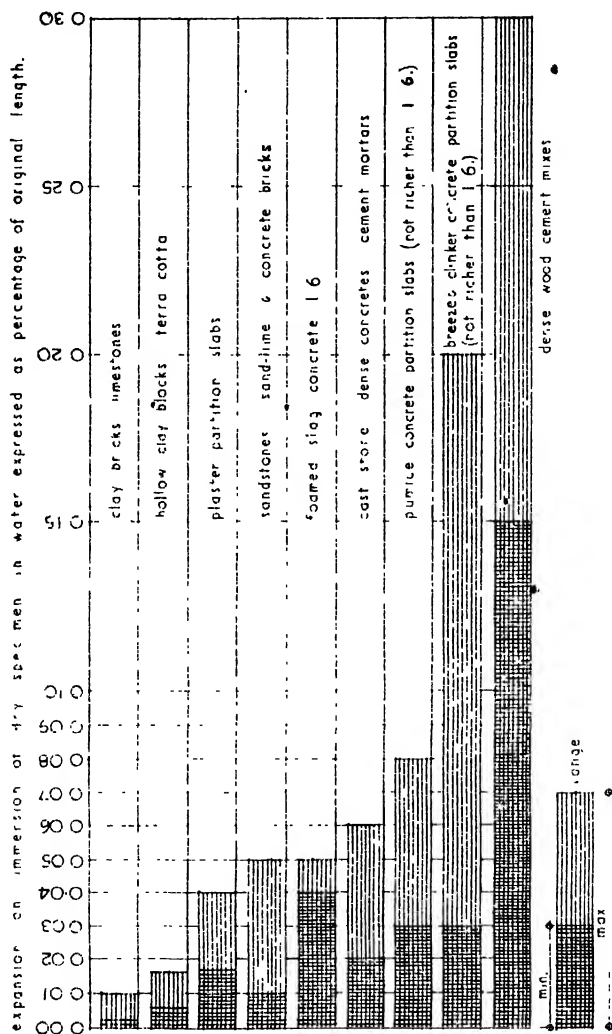 expansion on immersion of dry specimen in water expressed as percentage of original length.
0.00 0.01 0.02 0.03 0.04 0.05 0.06 0.07 0.08 0.09 0.10 0.15 0.20 0.25 0.30
clay bricks limestones
hollow clay blocks terra cotta
plaster partition slabs
sandstones sand-lime & concrete bricks
foamed slag concrete 1 6
cast stone dense concretes cement mortars
pumice concrete partition slabs (not richer than 1 6.)
breeze & clinker concrete partition slabs
(not richer than 1 6.)
dense wood cement mixes
min.
range
max